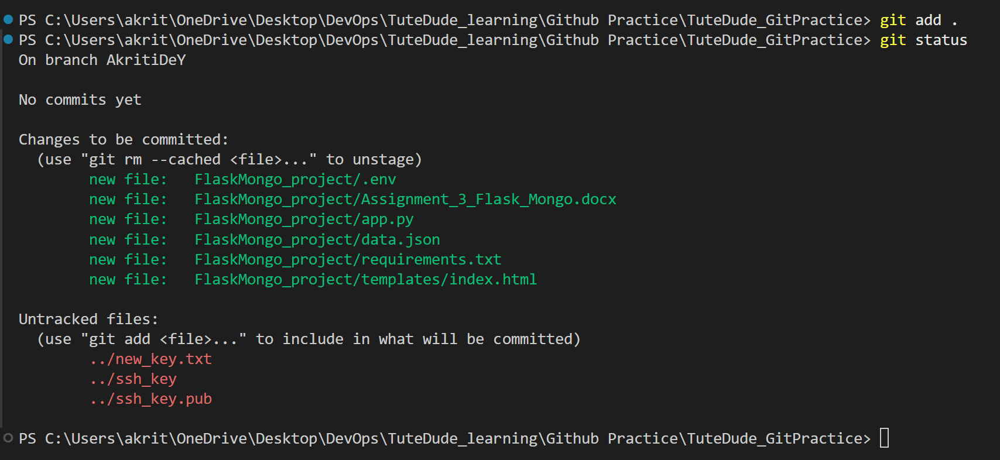 PS C:\Users\akrit\OneDrive\Desktop\DevOps\TuteDude_learning\Github Practice\TuteDude_GitPractice> git add .
PS C:\Users\akrit\OneDrive\Desktop\DevOps\TuteDude_learning\Github Practice\TuteDude_GitPractice> git status
On branch AkritiDeY
No commits yet
Changes to be committed:
(use "git rm --cached <file>..." to unstage)
new file: FlaskMongo_project/.env
new file: FlaskMongo_project/Assignment_3_Flask_Mongo.docx
new file: FlaskMongo_project/app.py
new file: FlaskMongo_project/data.json
new file: FlaskMongo_project/requirements.txt
new file: FlaskMongo_project/templates/index.html
Untracked files:
(use "git add <file>..." to include in what will be committed)
../new_key.txt
../ssh_key
../ssh_key.pub
PS C:\Users\akrit\OneDrive\Desktop\DevOps\TuteDude_learning\Github Practice\TuteDude_GitPractice>